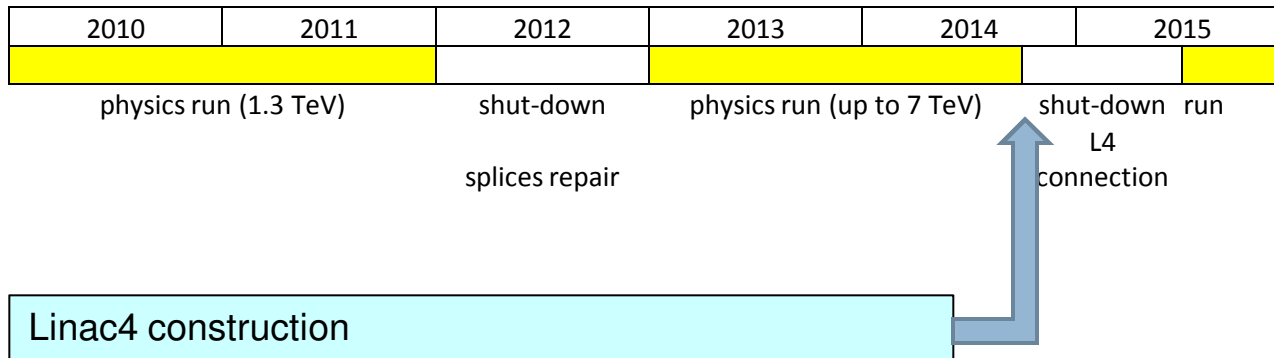 2010 2011 2012 2013 2014 2015
physics run (1.3 TeV) shut-down physics run (up to 7 TeV) shut-down run
L4
splices repair connection
Linac4 construction